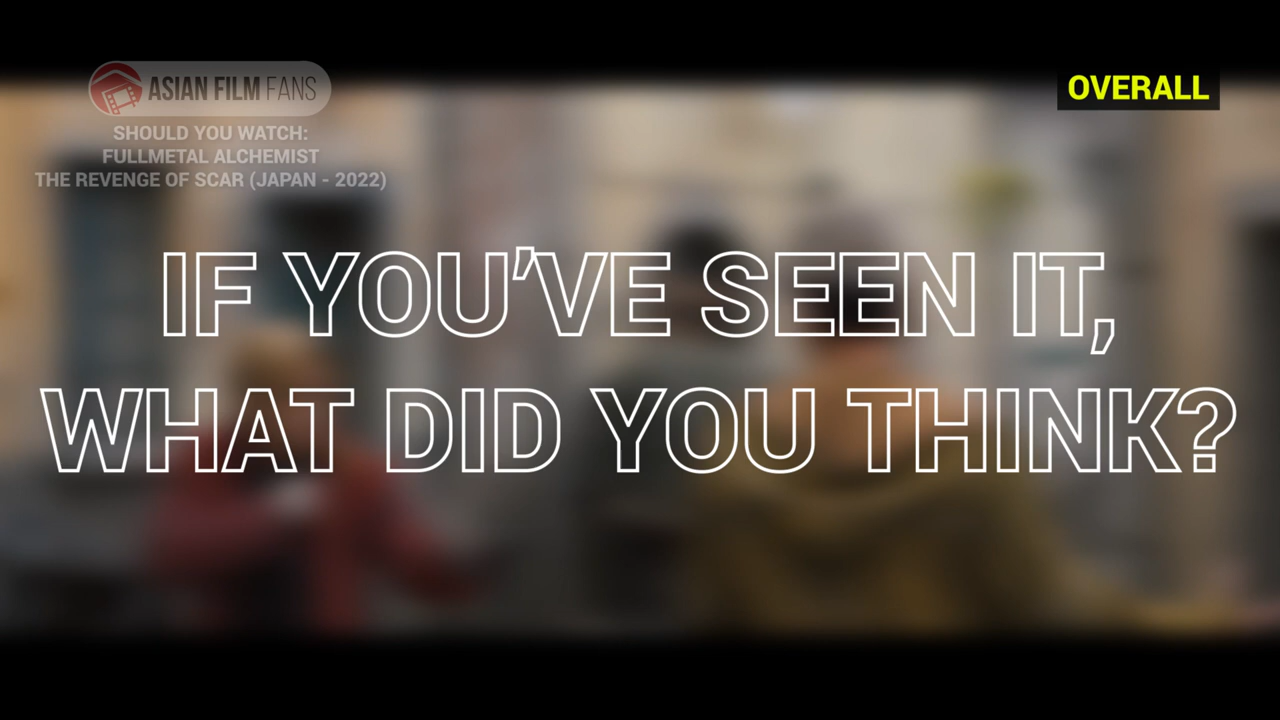 ASIAN FILM FANS
SHOULD YOU WATCH:
FULLMETAL ALCHEMIST
THE REVENGE OF SCAR (JAPAN - 2022)
OVERALL
IF YOU'VE SEEN IT,
WHAT DID YOU THINK?